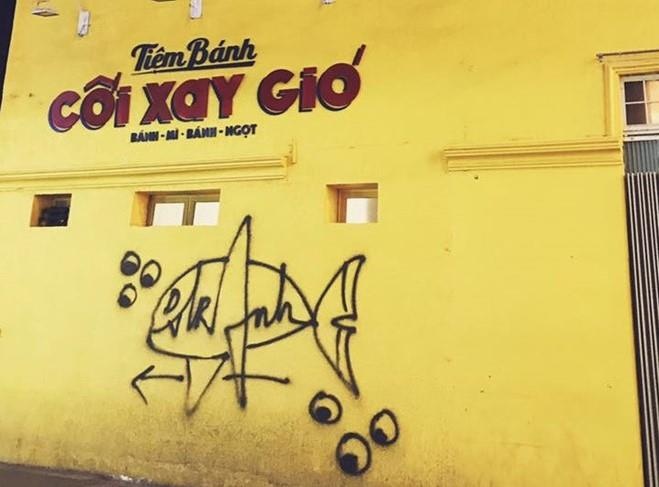 Tiệm Bánh
CỐi XAY GiÓ
BÁNH - MÌ - BÁNH - NGỌT